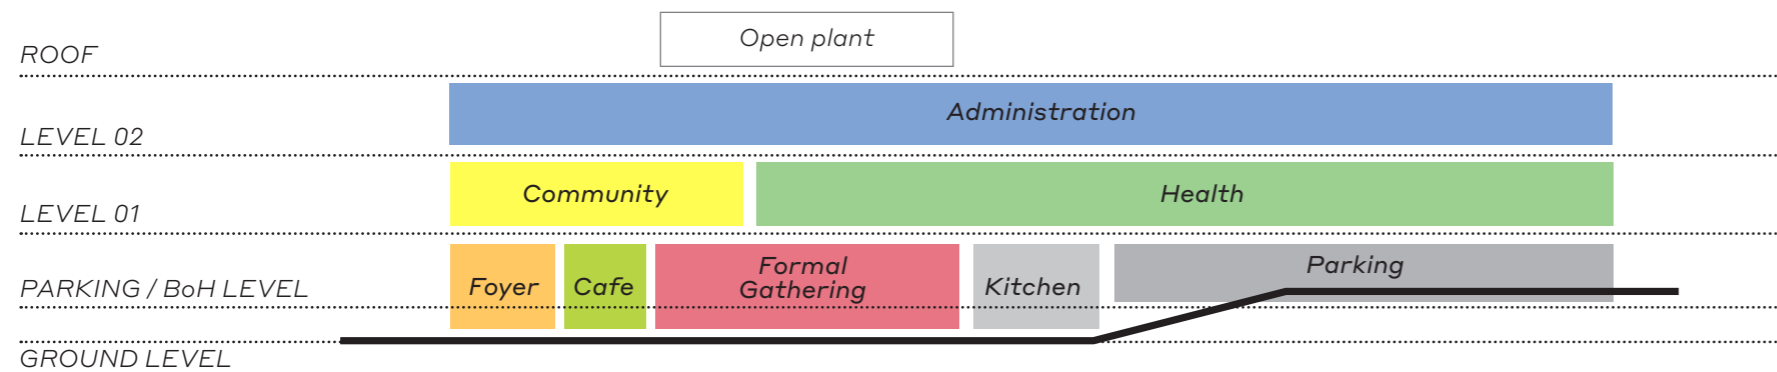 Open plant
ROOF
Administration
LEVEL 02
Community
Health
LEVEL 01
Formal
Gathering
Parking
Foyer
Cafe
Kitchen
PARKING / BoH LEVEL
GROUND LEVEL